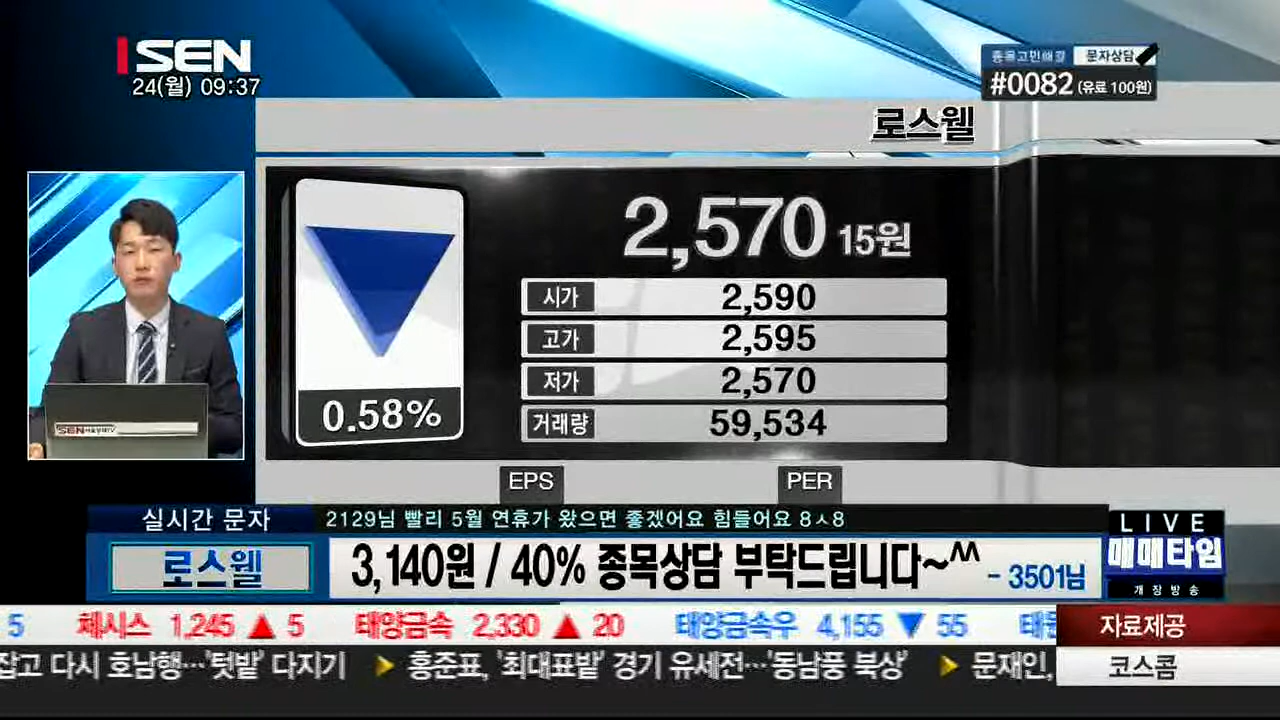 SEN
24(월) 09:37
종목고민해결 문자상담
#0082 (유료 100원)
로스웰
2,570 15원
시가 2,590
고가 2,595
저가 2,570
거래량 59,534
0.58%
SEN서울경제TV
EPS PER
실시간 문자 2129님 빨리 5월 연휴가 왔으면 좋겠어요 힘들어요 8ㅅ8
로스웰 3,140원 / 40% 종목상담 부탁드립니다~^^ - 3501님
LIVE
매매타임
개장방송
5 체시스 1,245 ▲ 5 태양금속 2,330 ▲ 20 태양금속우 4,155 ▼ 55
자료제공
잡고 다시 호남행…'텃밭' 다지기 ▶ 홍준표, '최대표밭' 경기 유세전…'동남풍 북상' ▶ 문재인,
코스콤